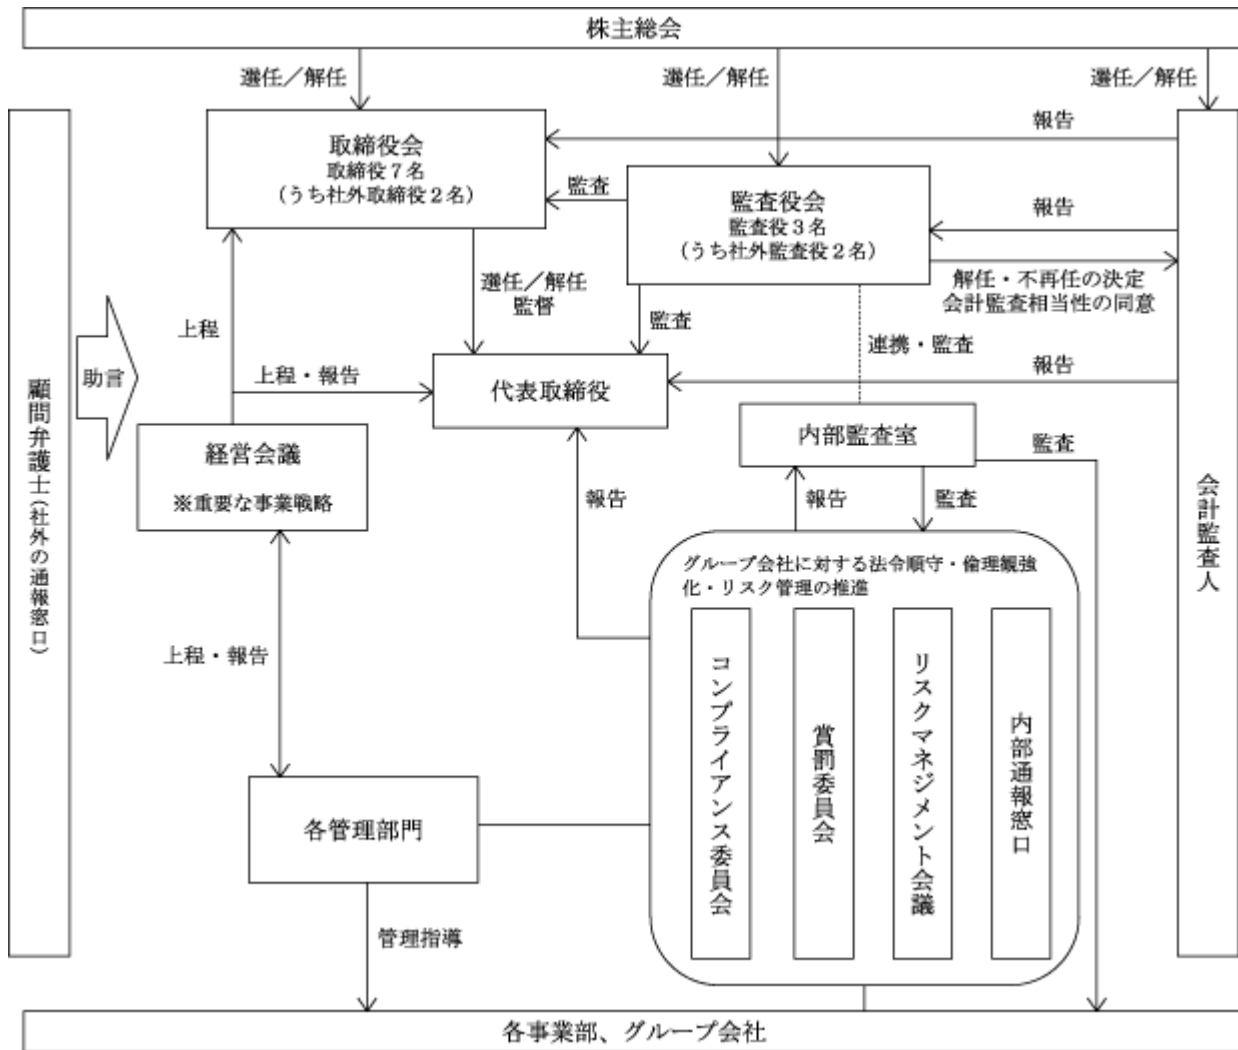 株主総会
選任／解任
選任／解任
選任／解任
取締役会
取締役７名
（うち社外取締役２名）
報告
監査
監査役会
監査役３名
（うち社外監査役２名）
報告
解任・不再任の決定
会計監査相当性の同意
選任／解任
監督
監査
連携・監査
上程
助言
上程・報告
代表取締役
報告
顧問弁護士（社外の通報窓口）
会計監査人
経営会議
※重要な事業戦略
内部監査室
監査
報告
報告
監査
グループ会社に対する法令順守・倫理観強
化・リスク管理の推進
コンプライアンス委員会
賞罰委員会
リスクマネジメント会議
内部通報窓口
上程・報告
各管理部門
管理指導
各事業部、グループ会社